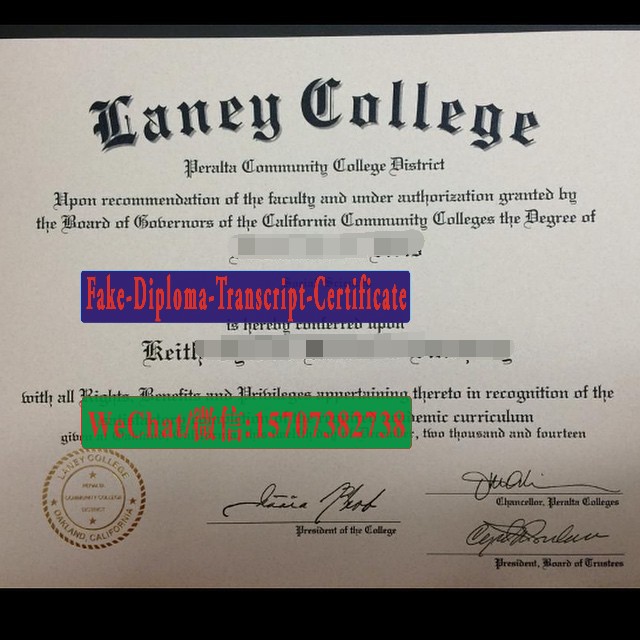 Laney College
Peralta Community College District
Upon recommendation of the faculty and under authorization granted by
the Board of Governors of the California Community Colleges the Degree of
Fake-Diploma-Transcript-Certificate
is hereby conferred upon
Keith
with all Rights, Benefits and Privileges appertaining thereto in recognition of the
curriculum
WeChat/微信:15707382738
two thousand and fourteen
LANEY COLLEGE
PERALTA
COMMUNITY COLLEGE
DISTRICT
OAKLAND, CALIFORNIA
Chancellor, Peralta Colleges
President of the College
President, Board of Trustees